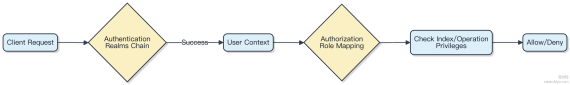 Client Request
Authentication
Realms Chain
Success
User Context
Authorization
Role Mapping
Check Index/Operation
Privileges
Allow/Deny